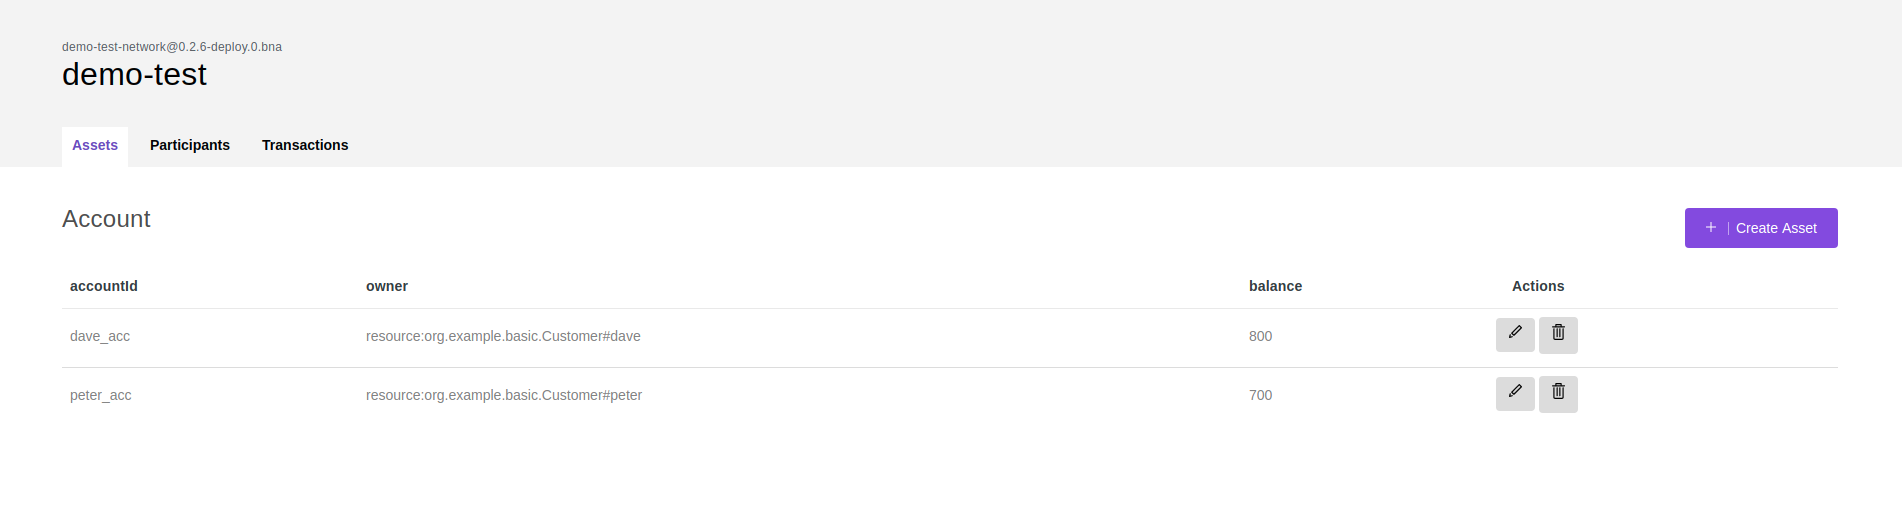 demo-test-network@0.2.6-deploy.0.bna
demo-test
Assets Participants Transactions
Account
+ | Create Asset
accountId owner balance Actions
dave_acc resource:org.example.basic.Customer#dave 800
peter_acc resource:org.example.basic.Customer#peter 700